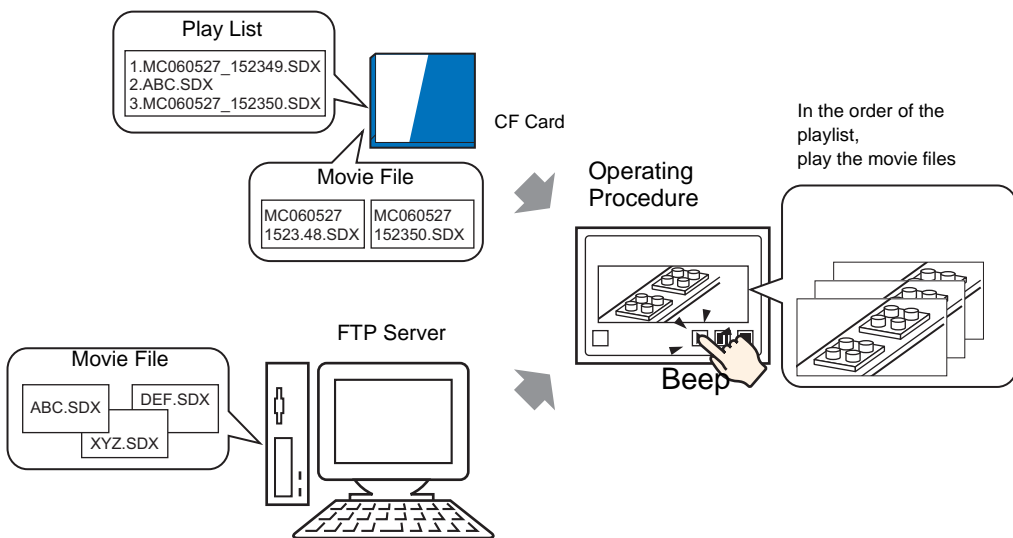 Play List
1.MC060527_152349.SDX
2.ABC.SDX
3.MC060527_152350.SDX
CF Card
Movie File
MC060527
1523.48.SDX
MC060527
152350.SDX
Operating
Procedure
In the order of the
playlist,
play the movie files
Beep
FTP Server
Movie File
ABC.SDX
DEF.SDX
XYZ.SDX